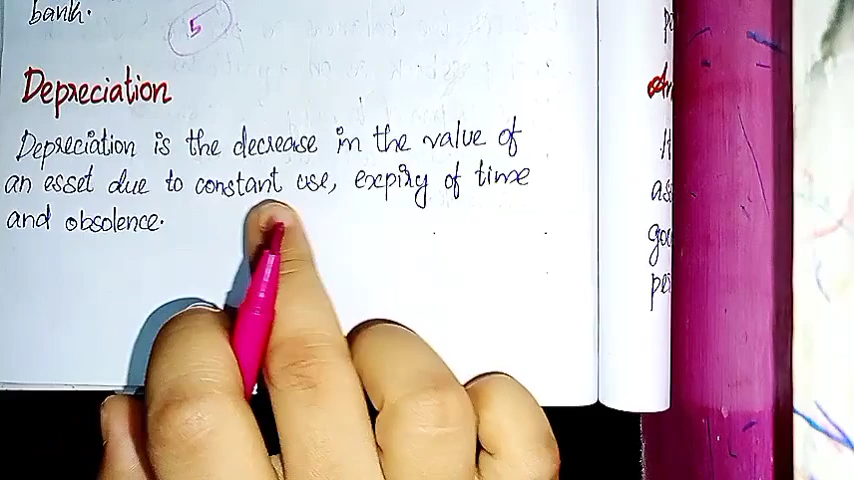 bank.
5
Depreciation
Depreciation is the decrease in the value of
an esset due to constant use, expiry of time
and obsolence.